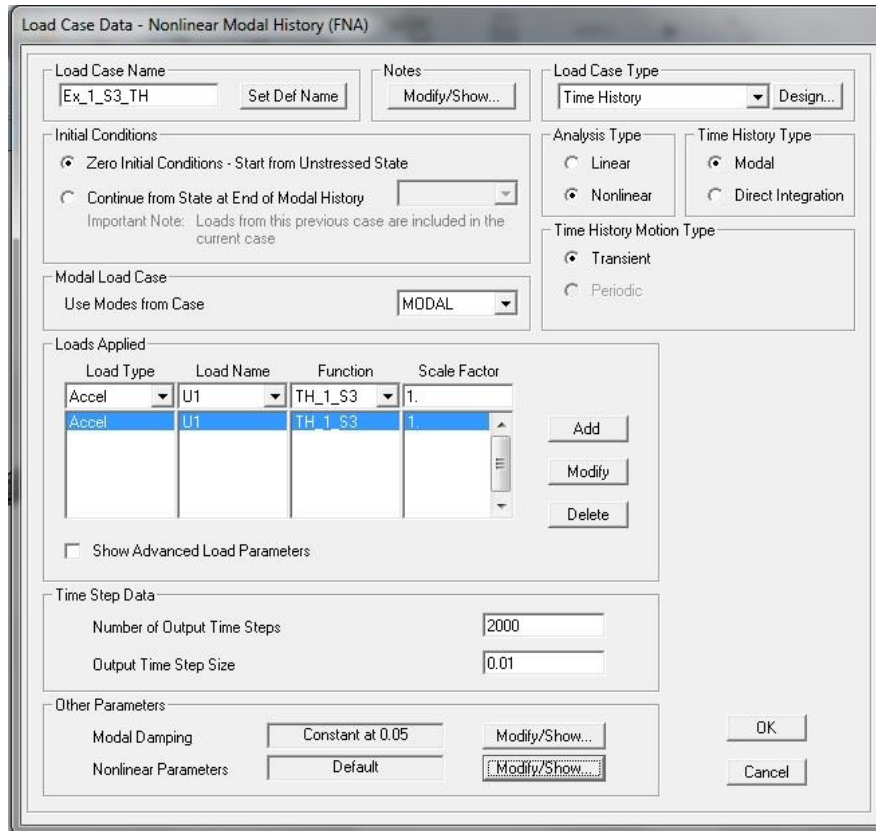 Load Case Data - Nonlinear Modal History (FNA)
Load Case Name
Ex_1_S3_TH
Set Def Name
Notes
Modify/Show...
Load Case Type
Time History
Design...
Initial Conditions
Zero Initial Conditions - Start from Unstressed State
Continue from State at End of Modal History
Important Note: Loads from this previous case are included in the
current case
Analysis Type
Linear
Nonlinear
Time History Type
Modal
Direct Integration
Time History Motion Type
Transient
Periodic
Modal Load Case
Use Modes from Case
MODAL
Loads Applied
Load Type Load Name Function Scale Factor
Accel U1 TH_1_S3 1.
Accel U1 TH_1_S3 1.
Add
Modify
Delete
Show Advanced Load Parameters
Time Step Data
Number of Output Time Steps 2000
Output Time Step Size 0.01
Other Parameters
Modal Damping Constant at 0.05 Modify/Show...
Nonlinear Parameters Default Modify/Show...
OK
Cancel